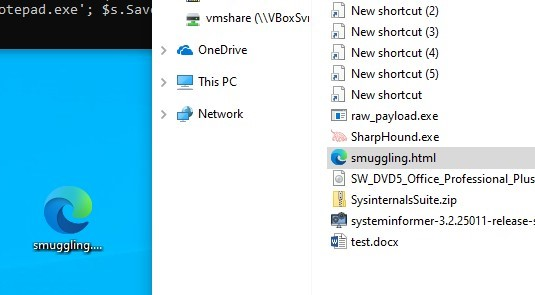 otepad.exe'; $s.Save
vmshare (\\VBoxSvr
OneDrive
This PC
Network
New shortcut (2)
New shortcut (3)
New shortcut (4)
New shortcut (5)
New shortcut
raw_payload.exe
SharpHound.exe
smuggling.html
SW_DVD5_Office_Professional_Plus
SysinternalsSuite.zip
systeminformer-3.2.25011-release-s
test.docx
smuggling....